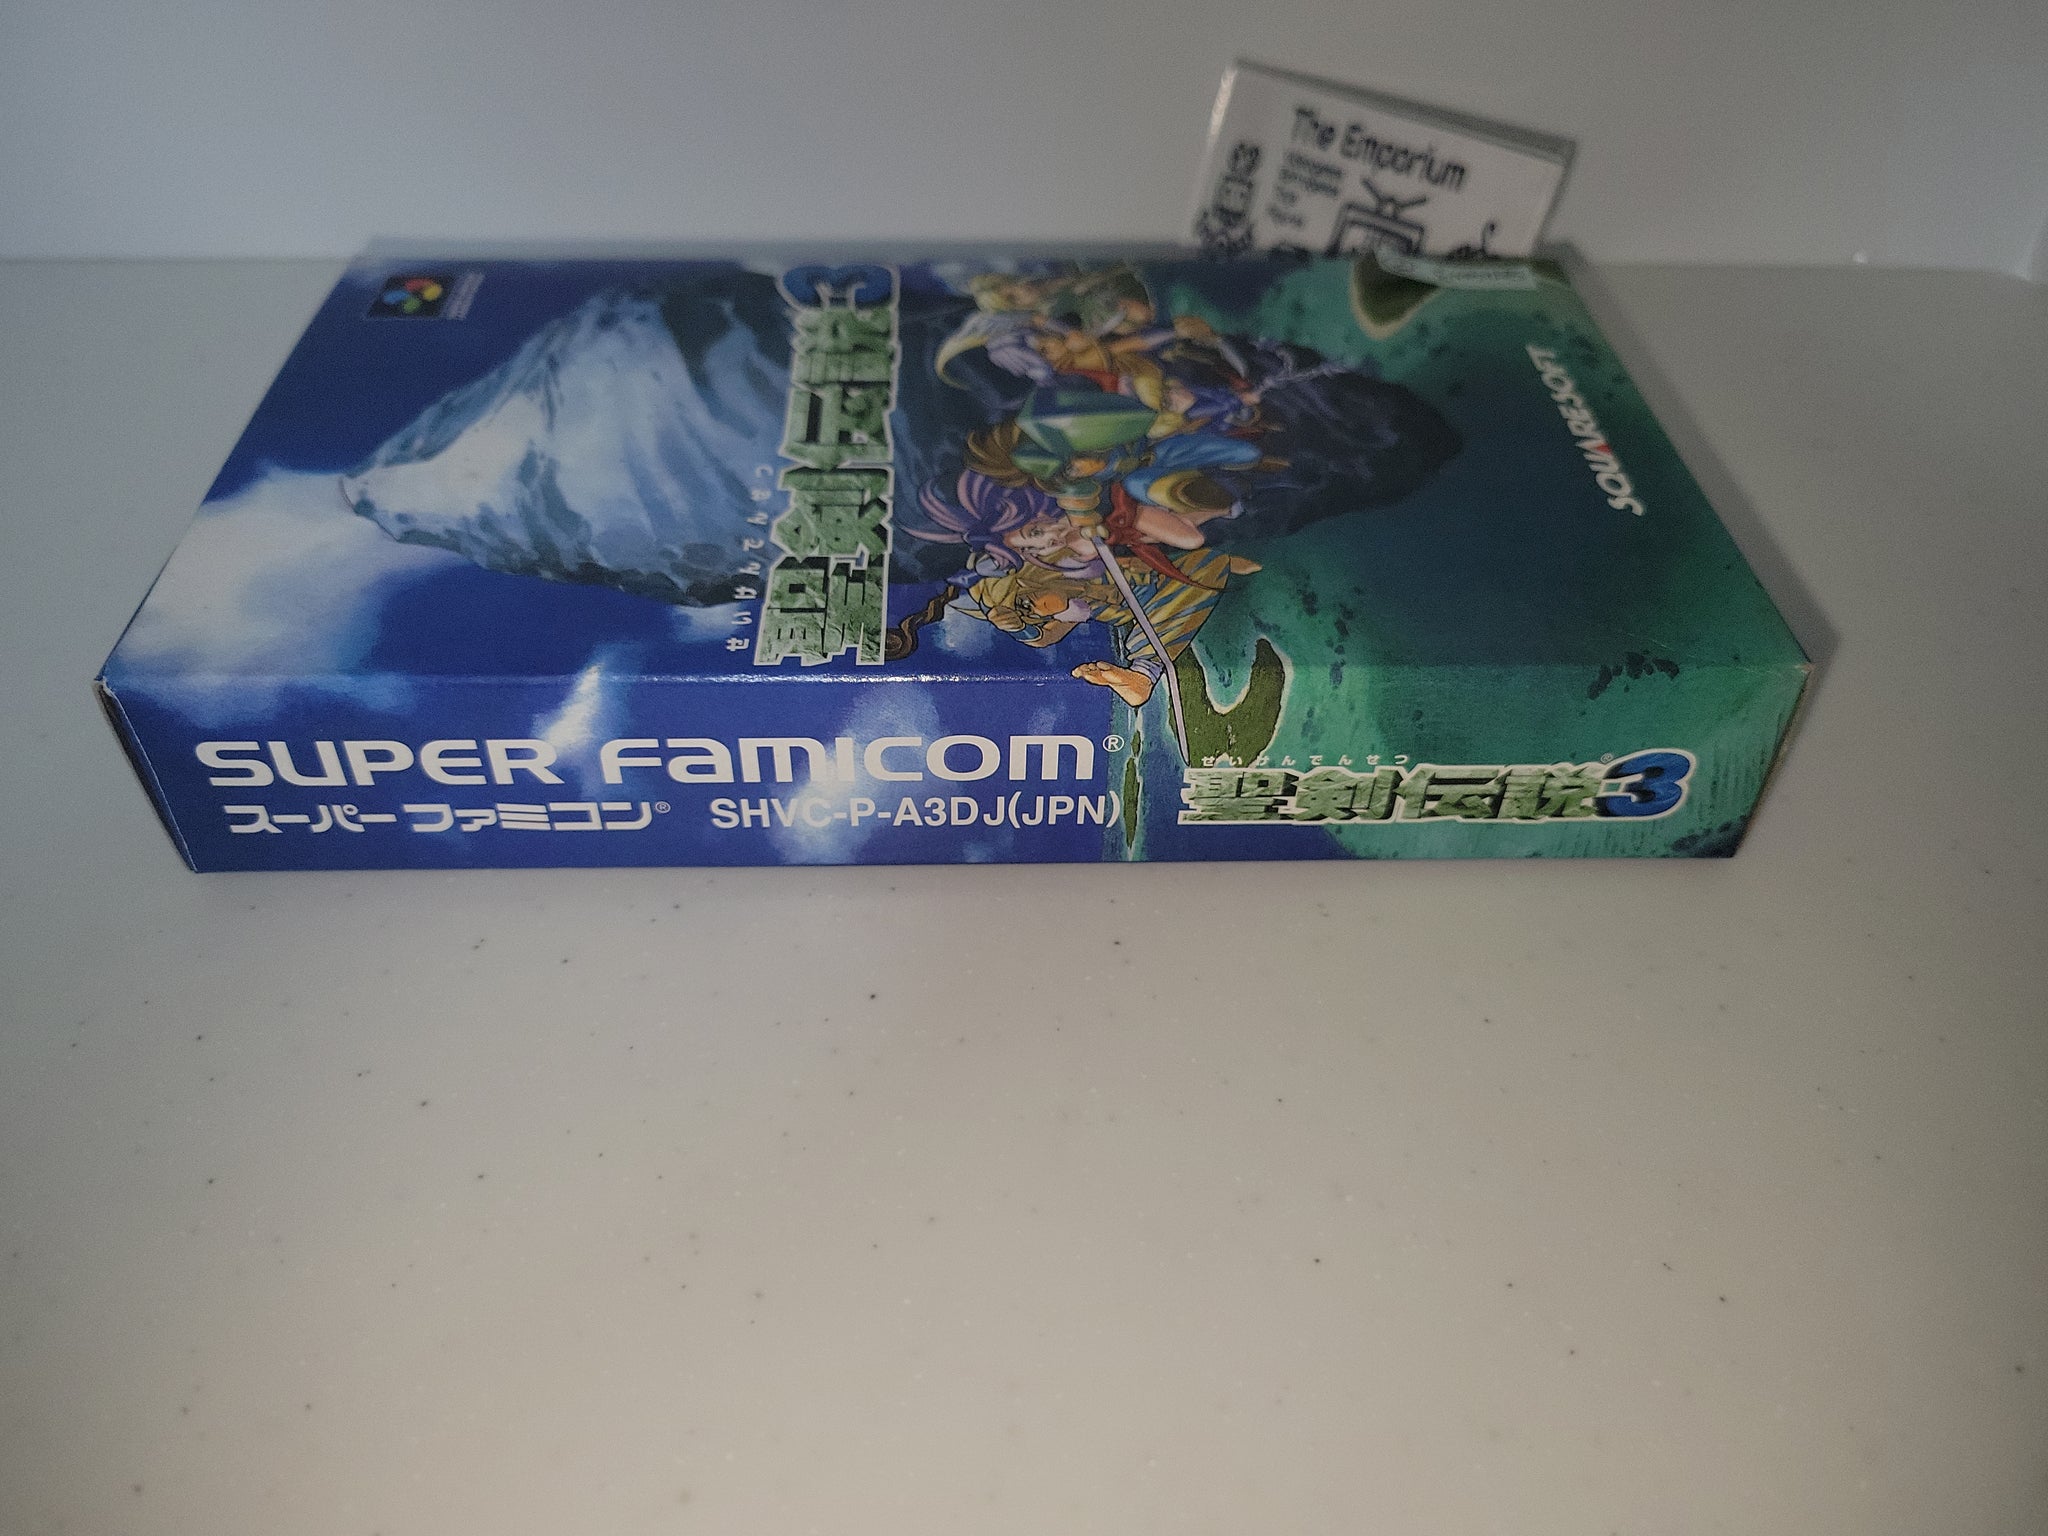 The Emporium
SQUARESOFT
せいけんでんせつ
聖剣伝説3
SUPER FAMICOM®
スーパーファミコン® SHVC-P-A3DJ(JPN)
せいけんでんせつ®
聖剣伝説3